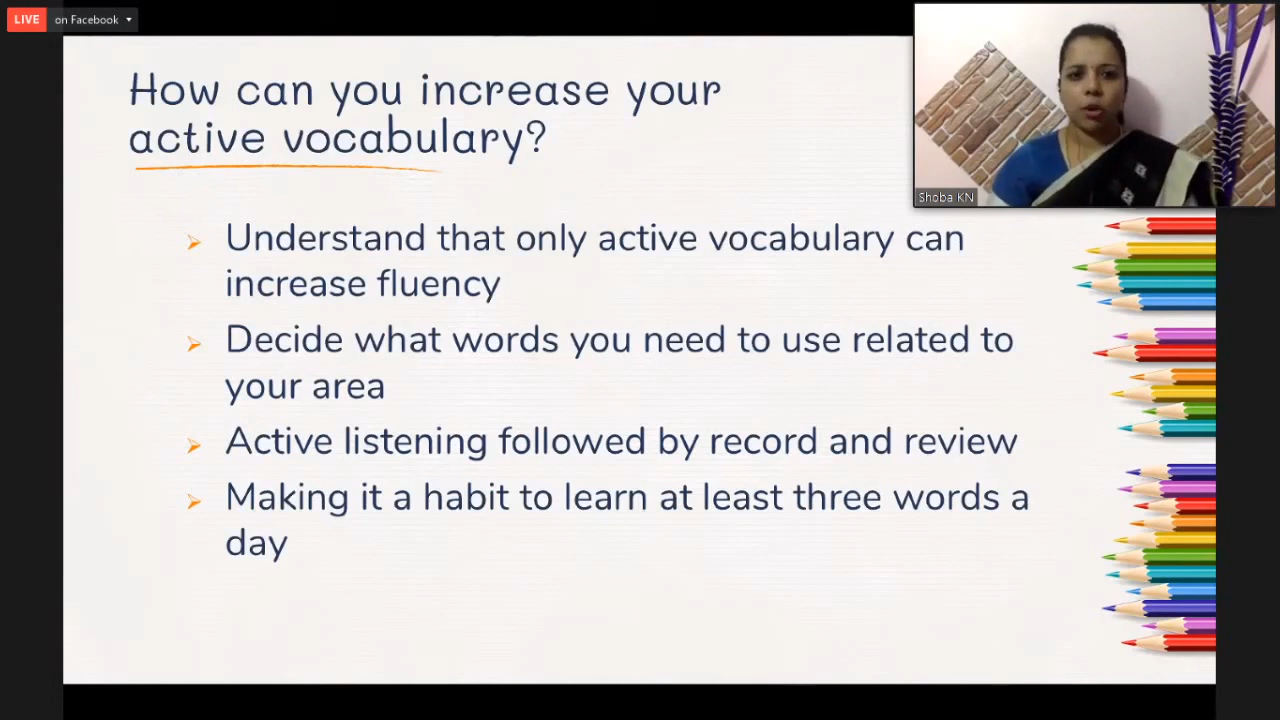 LIVE on Facebook
How can you increase your
active vocabulary?
Understand that only active vocabulary can
increase fluency
Decide what words you need to use related to
your area
Active listening followed by record and review
Making it a habit to learn at least three words a
day
Shoba KN